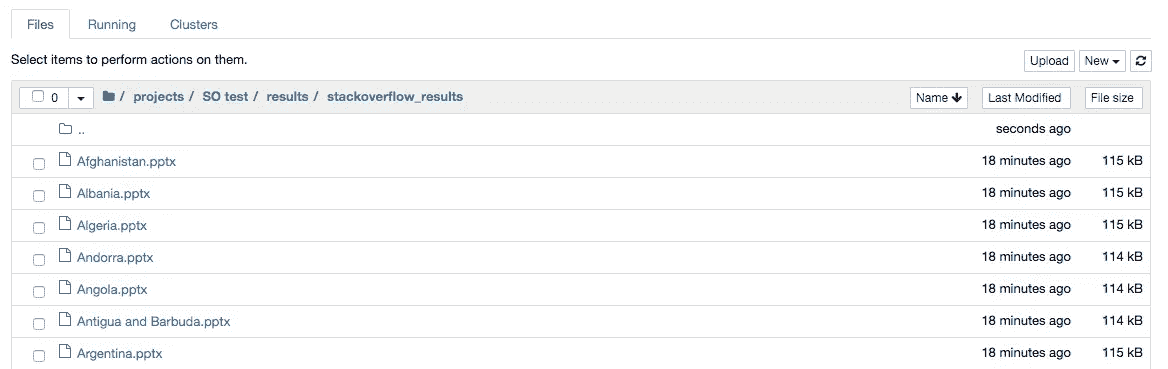 Files Running Clusters
Select items to perform actions on them. Upload New
0 / projects / SO test / results / stackoverflow_results Name Last Modified File size
.. seconds ago
Afghanistan.pptx 18 minutes ago 115 kB
Albania.pptx 18 minutes ago 115 kB
Algeria.pptx 18 minutes ago 115 kB
Andorra.pptx 18 minutes ago 114 kB
Angola.pptx 18 minutes ago 114 kB
Antigua and Barbuda.pptx 18 minutes ago 114 kB
Argentina.pptx 18 minutes ago 115 kB